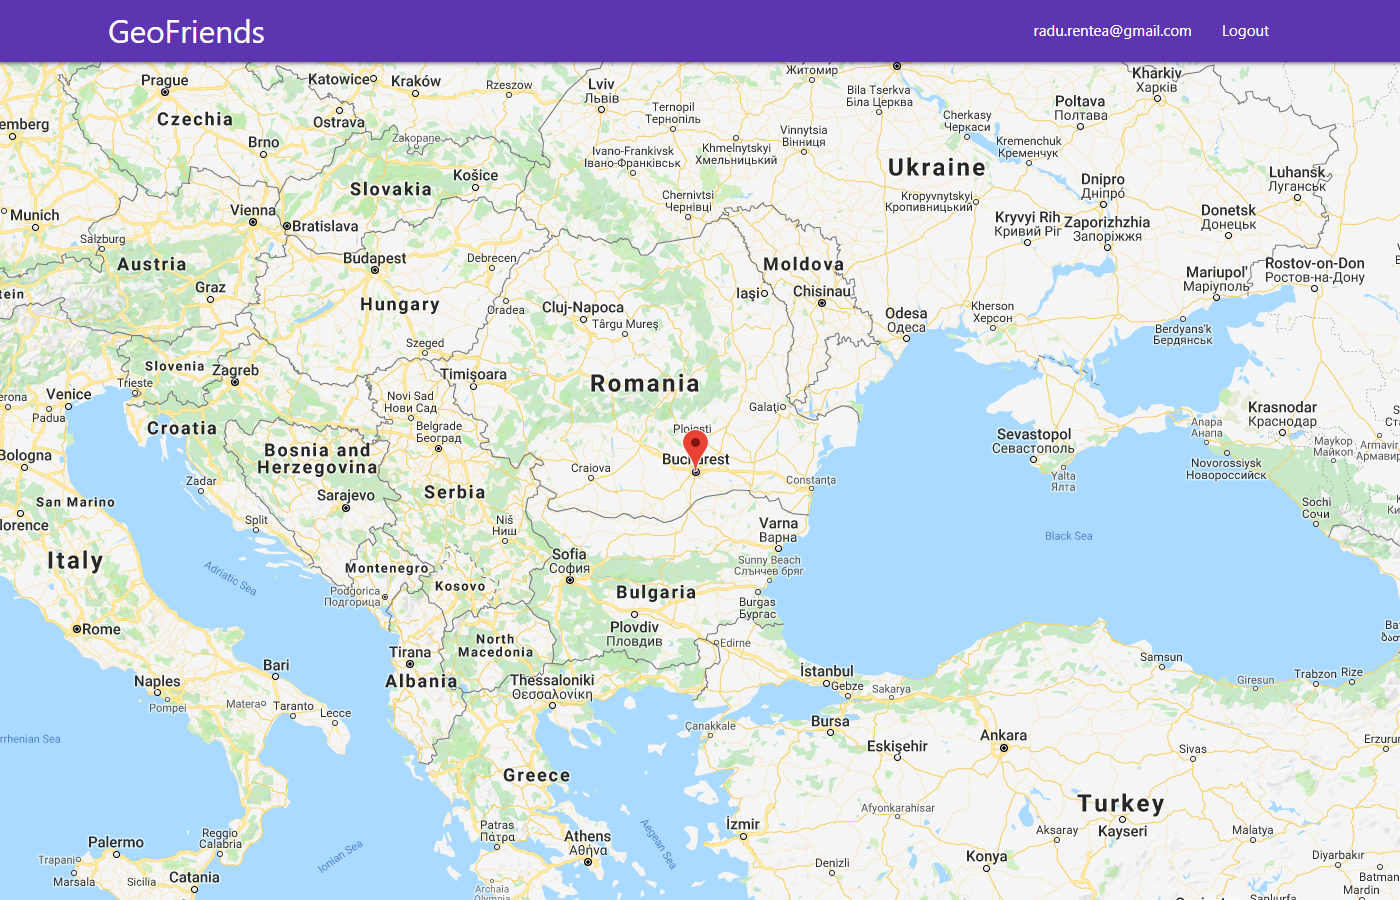 GeoFriends
radu.rentea@gmail.com
Logout
Prague
Katowice
Kraków
Rzeszow
Lviv
Львів
Житомир
Bila Tserkva
Біла Церква
Kharkiv
Харків
Czechia
Ostrava
emberg
Ternopil
Тернопіль
Cherkasy
Черкаси
Poltava
Полтава
Brno
Zakopane
Ivano-Frankivsk
Івано-Франківськ
Khmelnytskyi
Хмельницький
Vinnytsia
Вінниця
Kremenchuk
Кременчук
Ukraine
Slovakia
Košice
Chernivtsi
Чернівці
Kropyvnytskyi
Кропивницький
Dnipro
Дніпро́
Luhansk
Луганськ
Munich
Vienna
Bratislava
Kryvyi Rih
Кривий Ріг
Zaporizhzhia
Запоріжжя
Donetsk
Донецьк
Salzburg
Austria
Budapest
Debrecen
Moldova
Rostov-on-Don
Ростов-на-Дону
Mariupol'
Маріуполь
tein
Graz
Hungary
Oradea
Cluj-Napoca
Târgu Mureș
Iași
Chisinau
Odesa
Одеса
Kherson
Херсон
Berdyans'k
Бердянськ
Szeged
Slovenia
Zagreb
Timișoara
Romania
Trieste
Venice
erona
Padua
Novi Sad
Нови Сад
Galați
Krasnodar
Краснодар
Croatia
Belgrade
Београд
Ploiești
Anapa
Анапа
Sevastopol
Севастополь
Maykop
Майкоп
Armavir
Армавир
Bologna
Bosnia and
Herzegovina
Bucharest
Craiova
Constanța
Yalta
Ялта
Novorossiysk
Новороссийск
Zadar
Serbia
Sarajevo
San Marino
lorence
Split
Niš
Ниш
Varna
Варна
Sochi
Сочи
Black Sea
Italy
Adriatic Sea
Montenegro
Kosovo
Sofia
София
Sunny Beach
Слънчев бряг
Podgorica
Подгорица
Bulgaria
Burgas
Бургас
Rome
Tirana
North
Macedonia
Plovdiv
Пловдив
Edirne
Bari
Albania
Thessaloniki
Θεσσαλονίκη
İstanbul
Gebze
Sakarya
Samsun
Giresun
Trabzon
Rize
Naples
Pompei
Matera
Taranto
Lecce
rrhenian Sea
Çanakkale
Bursa
Eskişehir
Ankara
Sivas
Erzuru
Greece
Turkey
Afyonkarahisar
Kayseri
Palermo
Reggio
Calabria
Ionian Sea
Patras
Πάτρα
Athens
Αθήνα
Aegean Sea
İzmir
Aksaray
Malatya
Trapani
Marsala
Sicilia
Catania
Denizli
Konya
Diyarbakır
Batman
Mardin
Archaia
Olympia